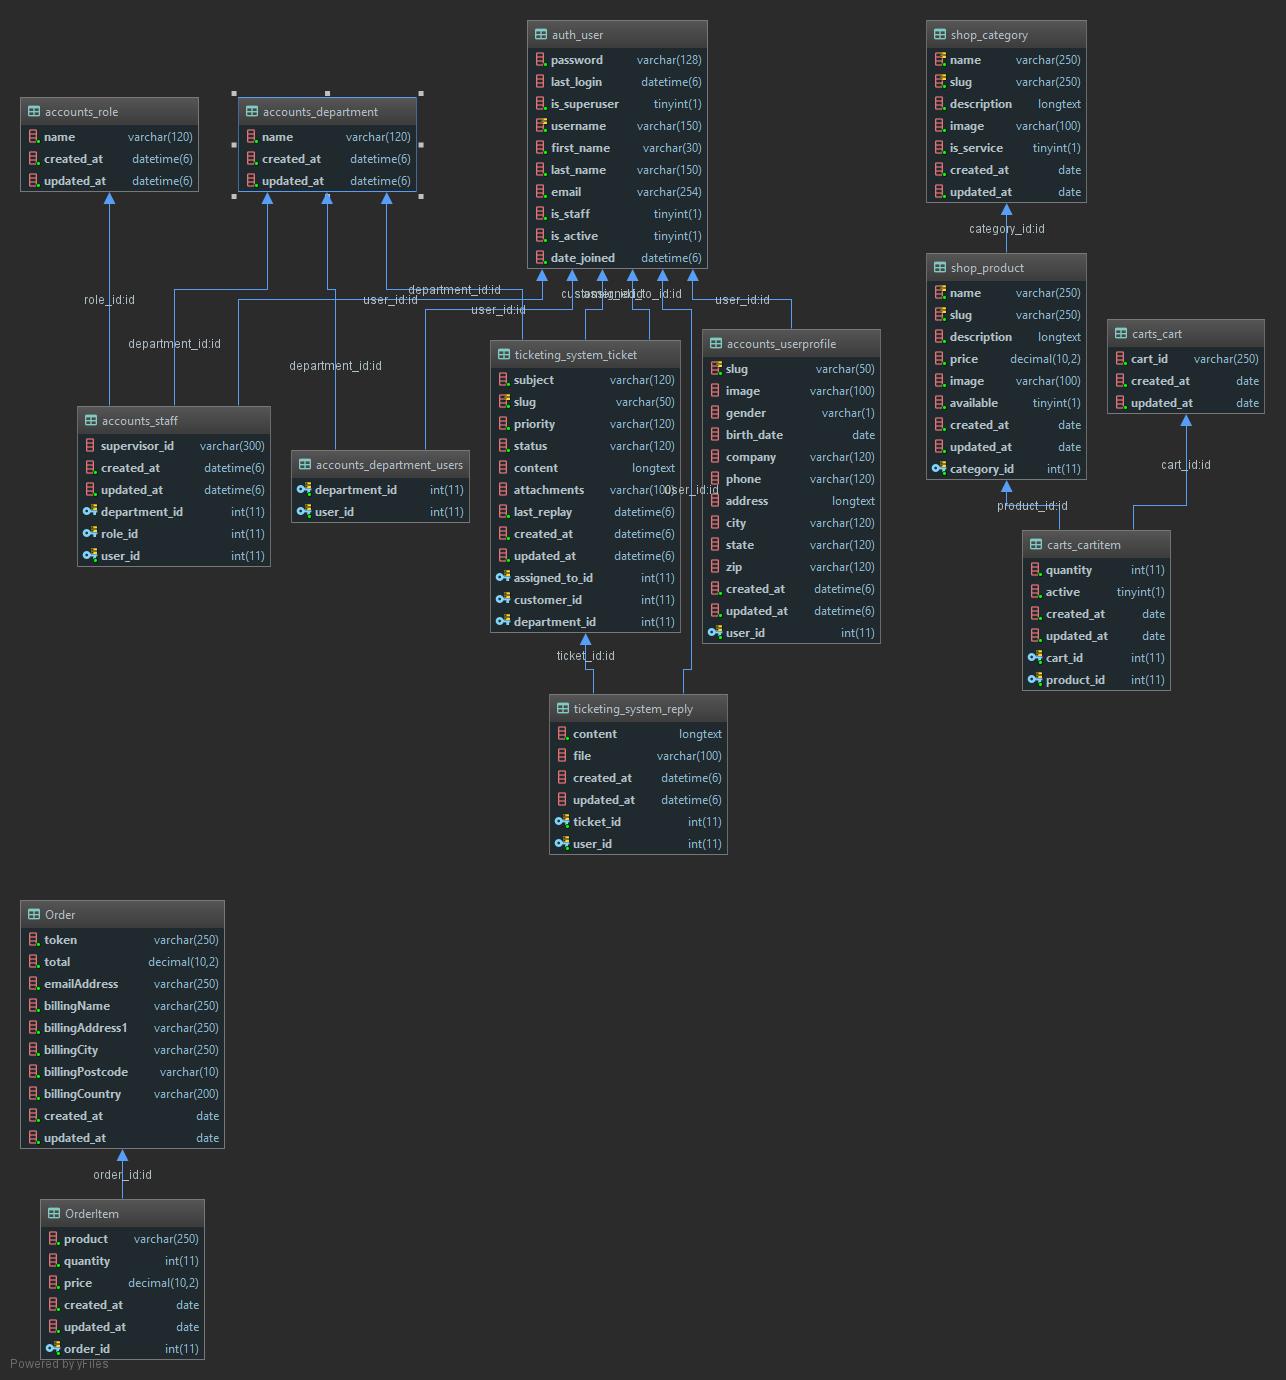 auth_user
password varchar(128)
last_login datetime(6)
is_superuser tinyint(1)
username varchar(150)
first_name varchar(30)
last_name varchar(150)
email varchar(254)
is_staff tinyint(1)
is_active tinyint(1)
date_joined datetime(6)
shop_category
name varchar(250)
slug varchar(250)
description longtext
image varchar(100)
is_service tinyint(1)
created_at date
updated_at date
accounts_role
name varchar(120)
created_at datetime(6)
updated_at datetime(6)
accounts_department
name varchar(120)
created_at datetime(6)
updated_at datetime(6)
category_id:id
shop_product
name varchar(250)
slug varchar(250)
description longtext
price decimal(10,2)
image varchar(100)
available tinyint(1)
created_at date
updated_at date
category_id int(11)
carts_cart
cart_id varchar(250)
created_at date
updated_at date
role_id:id
department_id:id
department_id:id
user_id:id
department_id:id
user_id:id
user_id:id
ticketing_system_ticket
subject varchar(120)
slug varchar(50)
priority varchar(120)
status varchar(120)
content longtext
attachments varchar(100)
last_replay datetime(6)
created_at datetime(6)
updated_at datetime(6)
assigned_to_id int(11)
customer_id int(11)
department_id int(11)
user_id:id
accounts_userprofile
slug varchar(50)
image varchar(100)
gender varchar(1)
birth_date date
company varchar(120)
phone varchar(120)
address longtext
city varchar(120)
state varchar(120)
zip varchar(120)
created_at datetime(6)
updated_at datetime(6)
user_id int(11)
accounts_staff
supervisor_id varchar(300)
created_at datetime(6)
updated_at datetime(6)
department_id int(11)
role_id int(11)
user_id int(11)
accounts_department_users
department_id int(11)
user_id int(11)
cart_id:id
product_id:id
carts_cartitem
quantity int(11)
active tinyint(1)
created_at date
updated_at date
cart_id int(11)
product_id int(11)
ticket_id:id
ticketing_system_reply
content longtext
file varchar(100)
created_at datetime(6)
updated_at datetime(6)
ticket_id int(11)
user_id int(11)
Order
token varchar(250)
total decimal(10,2)
emailAddress varchar(250)
billingName varchar(250)
billingAddress1 varchar(250)
billingCity varchar(250)
billingPostcode varchar(10)
billingCountry varchar(200)
created_at date
updated_at date
order_id:id
OrderItem
product varchar(250)
quantity int(11)
price decimal(10,2)
created_at date
updated_at date
order_id int(11)
Powered by yFiles